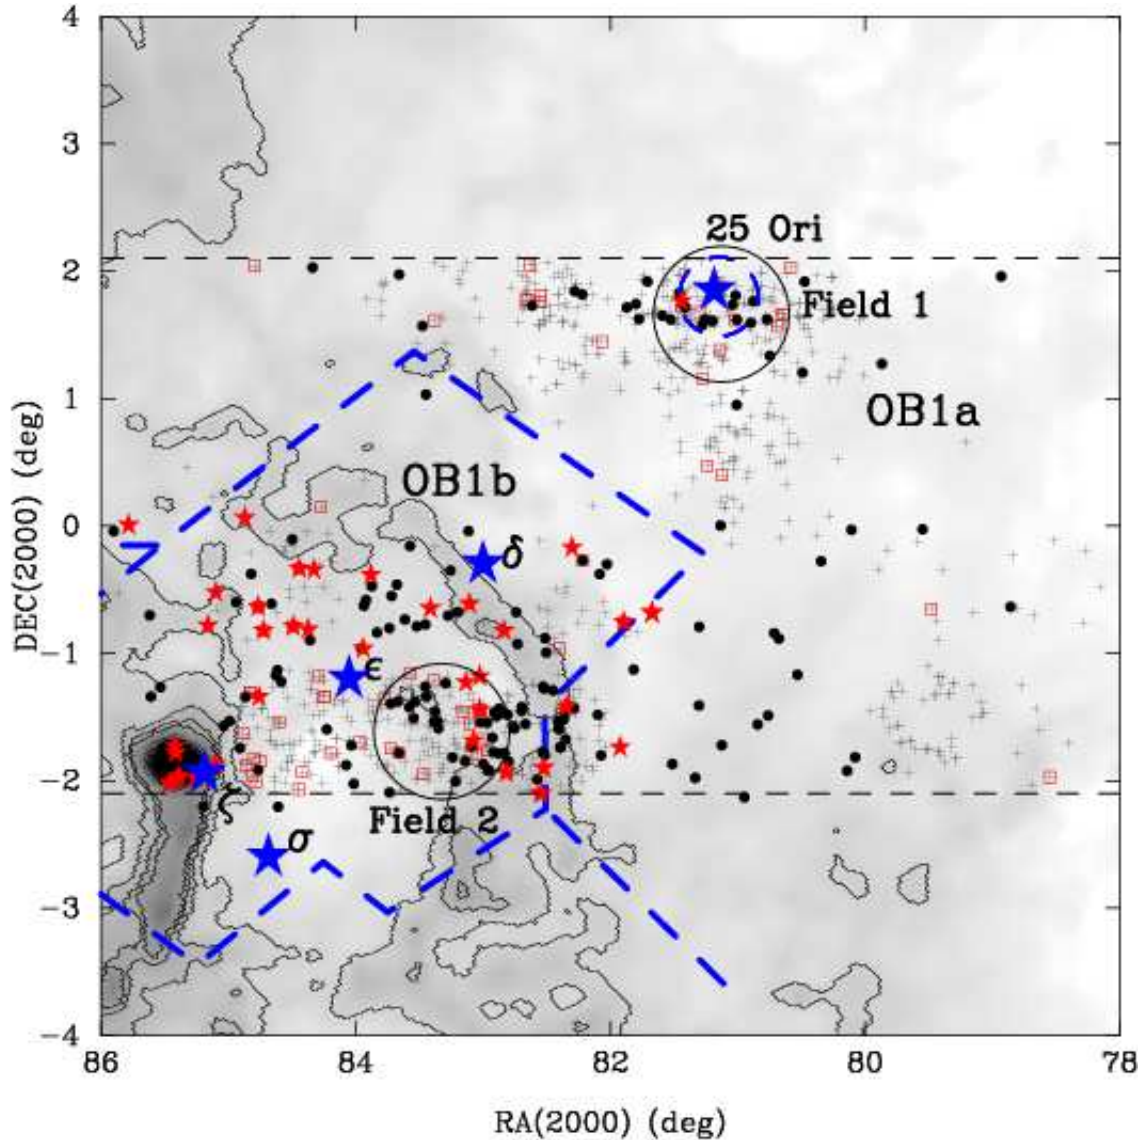 4
3
2
1
0
−1
−2
−3
−4
DEC(2000) (deg)
25 Ori
Field 1
OB1a
OB1b
δ
ϵ
ζ
σ
Field 2
86 84 82 80 78
RA(2000) (deg)